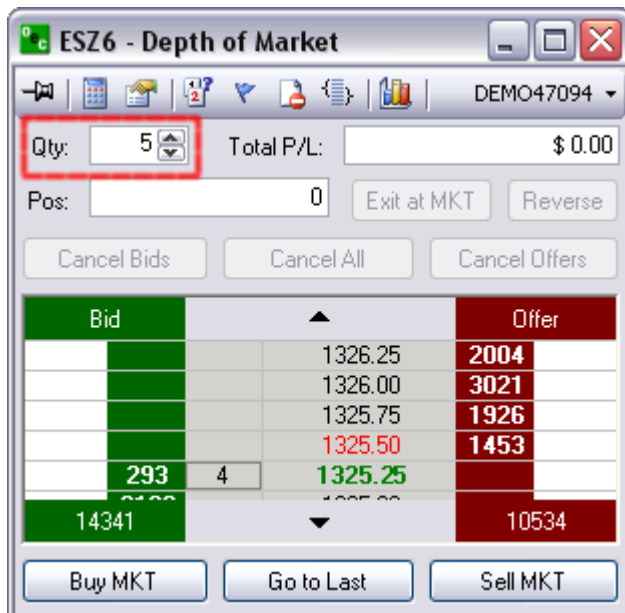 ESZ6 - Depth of Market
DEMO47094
Qty: 5 Total P/L: $ 0.00
Pos: 0 Exit at MKT Reverse
Cancel Bids Cancel All Cancel Offers
Bid Offer
1326.25 2004
1326.00 3021
1325.75 1926
1325.50 1453
293 4 1325.25
14341 10534
Buy MKT Go to Last Sell MKT